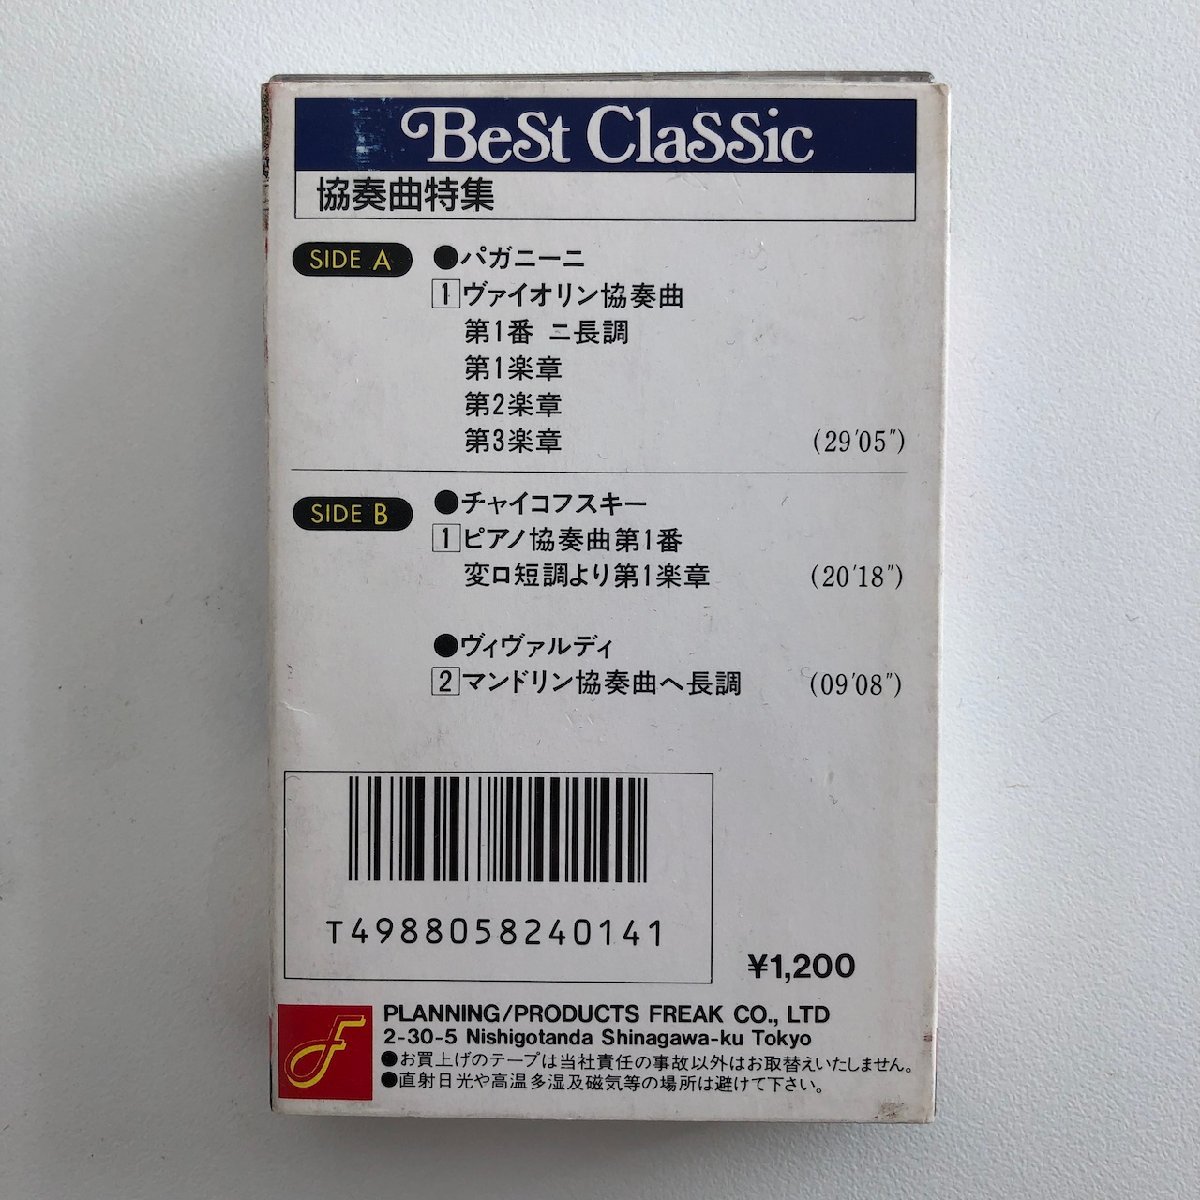 Best Classic
協奏曲特集
SIDE A
●パガニーニ
1 ヴァイオリン協奏曲
第1番 ニ長調
第1楽章
第2楽章
第3楽章 (29′05″)
SIDE B
●チャイコフスキー
1 ピアノ協奏曲第1番
変ロ短調より第1楽章 (20′18″)
●ヴィヴァルディ
2 マンドリン協奏曲ヘ長調 (09′08″)
T4988058240141
¥1,200
PLANNING/PRODUCTS FREAK CO., LTD
2-30-5 Nishigotanda Shinagawa-ku Tokyo
●お買上げのテープは当社責任の事故以外はお取替えいたしません。
●直射日光や高温多湿及磁気等の場所は避けて下さい。